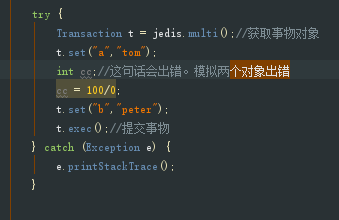 try {
Transaction t = jedis.multi();//获取事物对象
t.set("a","tom");
int cc;//这句话会出错。模拟两个对象出错
cc = 100/0;
t.set("b","peter");
t.exec();//提交事物
} catch (Exception e) {
e.printStackTrace();
}